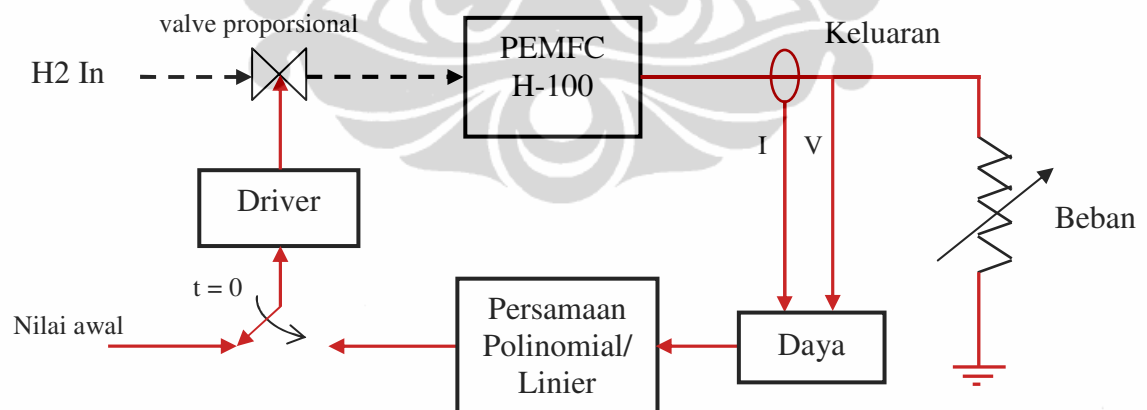 valve proporsional
H2 In
PEMFC
H-100
Keluaran
I V
Driver
Beban
t = 0
Nilai awal
Persamaan
Polinomial/
Linier
Daya